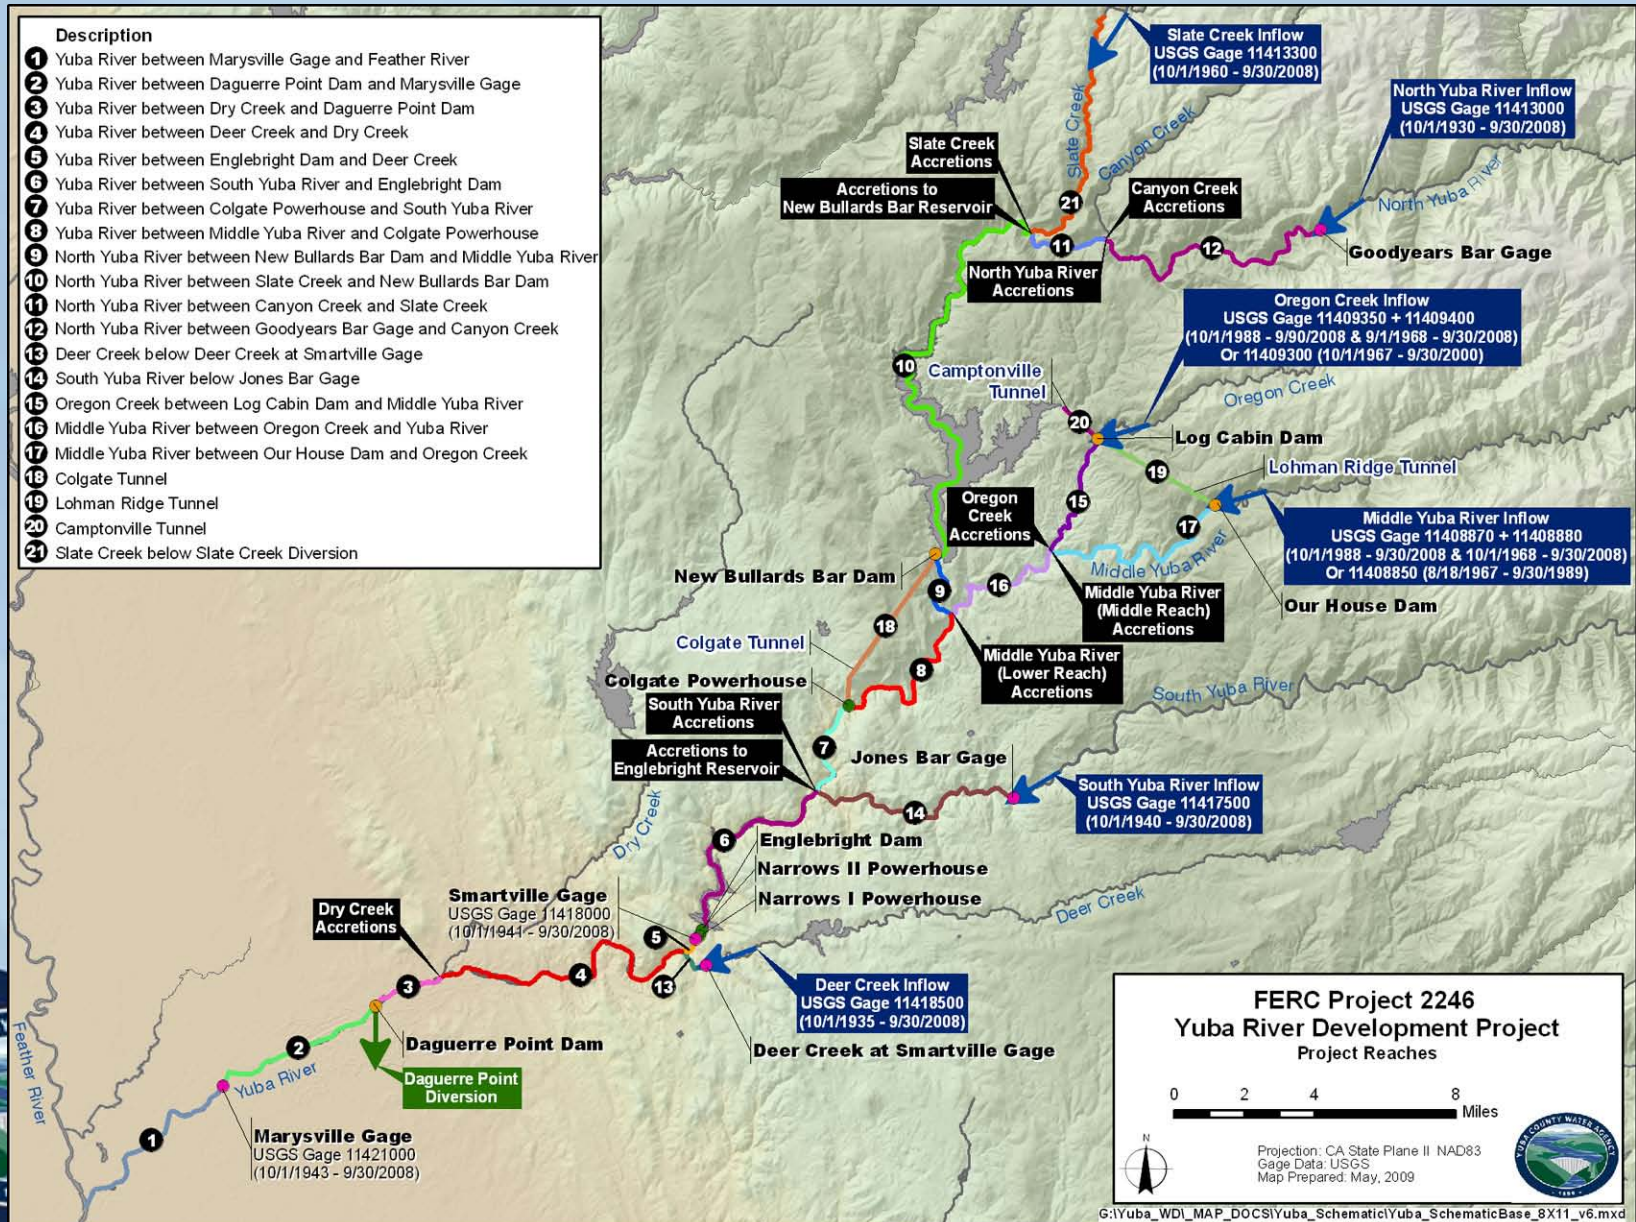 Description
1 Yuba River between Marysville Gage and Feather River
2 Yuba River between Daguerre Point Dam and Marysville Gage
3 Yuba River between Dry Creek and Daguerre Point Dam
4 Yuba River between Deer Creek and Dry Creek
5 Yuba River between Englebright Dam and Deer Creek
6 Yuba River between South Yuba River and Englebright Dam
7 Yuba River between Colgate Powerhouse and South Yuba River
8 Yuba River between Middle Yuba River and Colgate Powerhouse
9 North Yuba River between New Bullards Bar Dam and Middle Yuba River
10 North Yuba River between Slate Creek and New Bullards Bar Dam
11 North Yuba River between Canyon Creek and Slate Creek
12 North Yuba River between Goodyears Bar Gage and Canyon Creek
13 Deer Creek below Deer Creek at Smartville Gage
14 South Yuba River below Jones Bar Gage
15 Oregon Creek between Log Cabin Dam and Middle Yuba River
16 Middle Yuba River between Oregon Creek and Yuba River
17 Middle Yuba River between Our House Dam and Oregon Creek
18 Colgate Tunnel
19 Lohman Ridge Tunnel
20 Camptonville Tunnel
21 Slate Creek below Slate Creek Diversion
Slate Creek Inflow
USGS Gage 11413300
(10/1/1960 - 9/30/2008)
North Yuba River Inflow
USGS Gage 11413000
(10/1/1930 - 9/30/2008)
Slate Creek
Canyon Creek
North Yuba River
Slate Creek
Accretions
Accretions to
New Bullards Bar Reservoir
Canyon Creek
Accretions
21
11
12
North Yuba River
Accretions
Goodyears Bar Gage
Oregon Creek Inflow
USGS Gage 11409350 + 11409400
(10/1/1988 - 9/90/2008 & 9/1/1968 - 9/30/2008)
Or 11409300 (10/1/1967 - 9/30/2000)
10
Camptonville
Tunnel
Oregon Creek
20
Log Cabin Dam
19
Lohman Ridge Tunnel
Oregon
Creek
Accretions
15
17
Middle Yuba River Inflow
USGS Gage 11408870 + 11408880
(10/1/1988 - 9/30/2008 & 10/1/1968 - 9/30/2008)
Or 11408850 (8/18/1967 - 9/30/1989)
Middle Yuba River
New Bullards Bar Dam
9
16
Middle Yuba River
(Middle Reach)
Accretions
Our House Dam
18
Colgate Tunnel
8
Middle Yuba River
(Lower Reach)
Accretions
Colgate Powerhouse
South Yuba River
South Yuba River
Accretions
7
Accretions to
Englebright Reservoir
Jones Bar Gage
South Yuba River Inflow
USGS Gage 11417500
(10/1/1940 - 9/30/2008)
14
Dry Creek
6
Englebright Dam
Narrows II Powerhouse
Narrows I Powerhouse
Smartville Gage
USGS Gage 11418000
(10/1/1941 - 9/30/2008)
Deer Creek
Dry Creek
Accretions
5
4
13
3
Deer Creek Inflow
USGS Gage 11418500
(10/1/1935 - 9/30/2008)
Deer Creek at Smartville Gage
Daguerre Point Dam
2
Yuba River
Daguerre Point
Diversion
Feather River
1
Marysville Gage
USGS Gage 11421000
(10/1/1943 - 9/30/2008)
FERC Project 2246
Yuba River Development Project
Project Reaches
0 2 4 8
Miles
N
Projection: CA State Plane II NAD83
Gage Data: USGS
Map Prepared: May, 2009
YUBA COUNTY WATER AGENCY
G:\Yuba_WD\_MAP_DOCS\Yuba_Schematic\Yuba_SchematicBase_8X11_v6.mxd